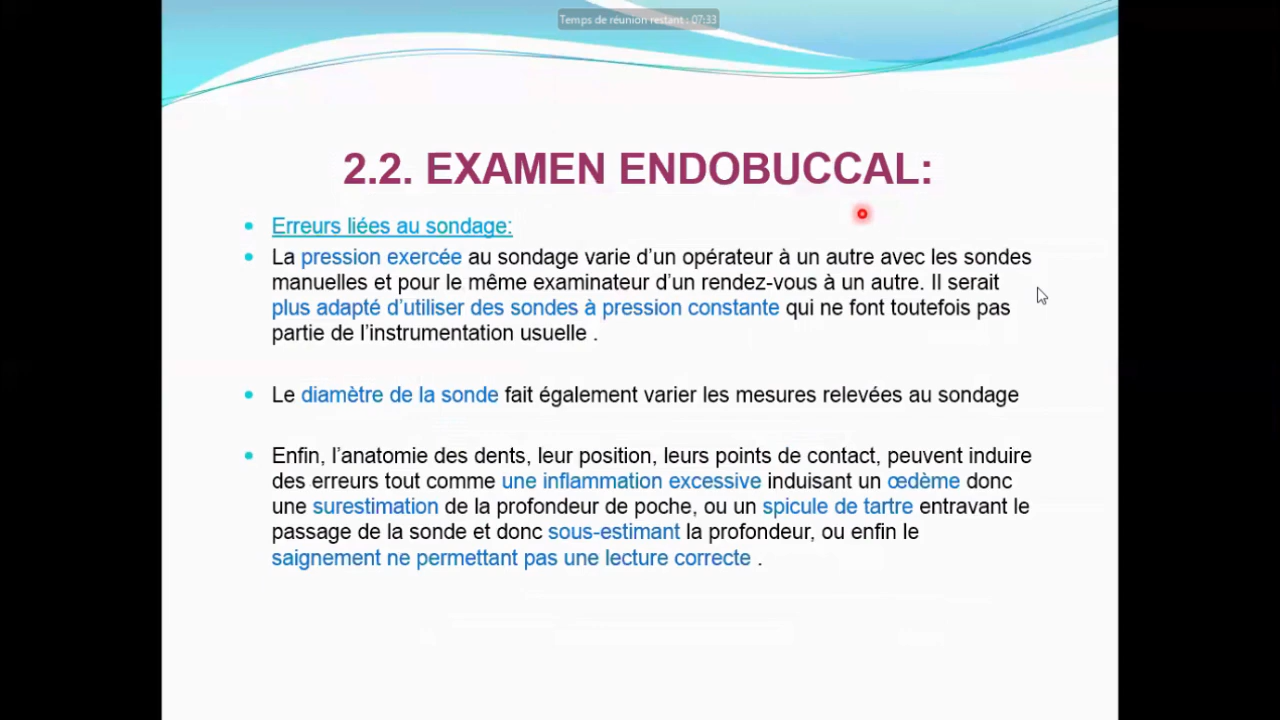 Temps de réunion restant : 07:33
2.2. EXAMEN ENDOBUCCAL:
• Erreurs liées au sondage:
• La pression exercée au sondage varie d’un opérateur à un autre avec les sondes
manuelles et pour le même examinateur d’un rendez-vous à un autre. Il serait
plus adapté d’utiliser des sondes à pression constante qui ne font toutefois pas
partie de l’instrumentation usuelle .
• Le diamètre de la sonde fait également varier les mesures relevées au sondage
• Enfin, l’anatomie des dents, leur position, leurs points de contact, peuvent induire
des erreurs tout comme une inflammation excessive induisant un œdème donc
une surestimation de la profondeur de poche, ou un spicule de tartre entravant le
passage de la sonde et donc sous-estimant la profondeur, ou enfin le
saignement ne permettant pas une lecture correcte .